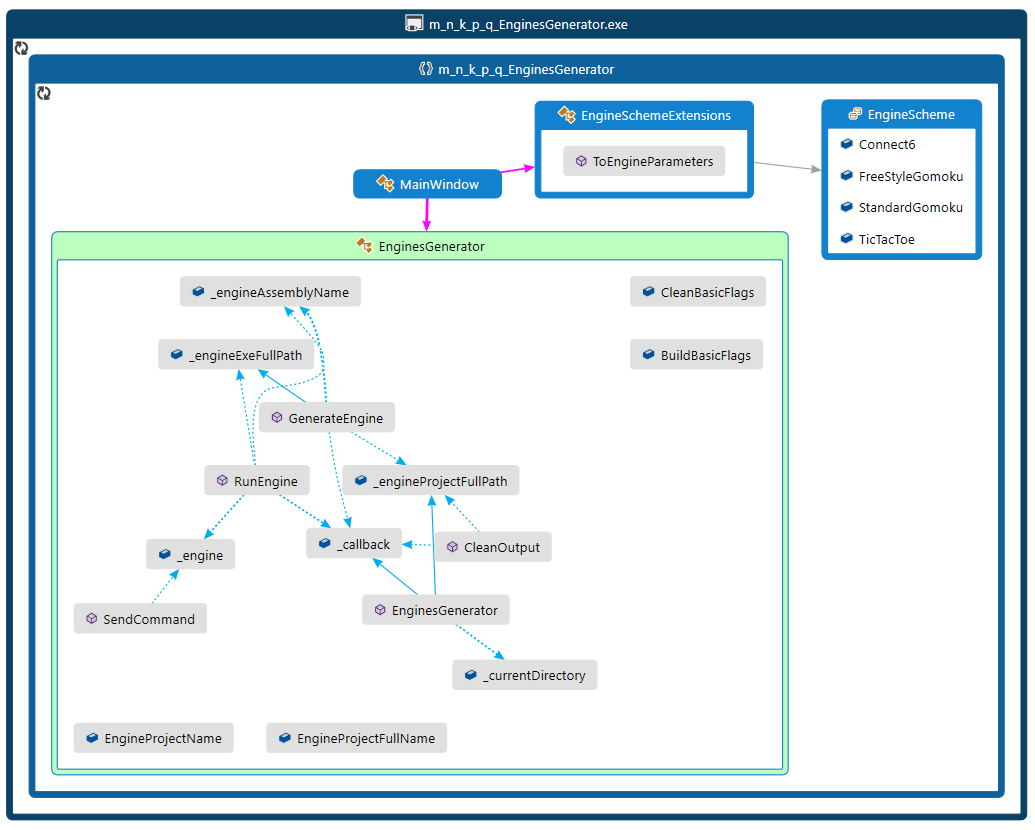 m_n_k_p_q_EnginesGenerator.exe
m_n_k_p_q_EnginesGenerator
EngineSchemeExtensions
ToEngineParameters
EngineScheme
Connect6
FreeStyleGomoku
StandardGomoku
TicTacToe
MainWindow
EnginesGenerator
_engineAssemblyName
CleanBasicFlags
_engineExeFullPath
BuildBasicFlags
GenerateEngine
RunEngine
_engineProjectFullPath
_callback
CleanOutput
_engine
EnginesGenerator
SendCommand
_currentDirectory
EngineProjectName
EngineProjectFullName